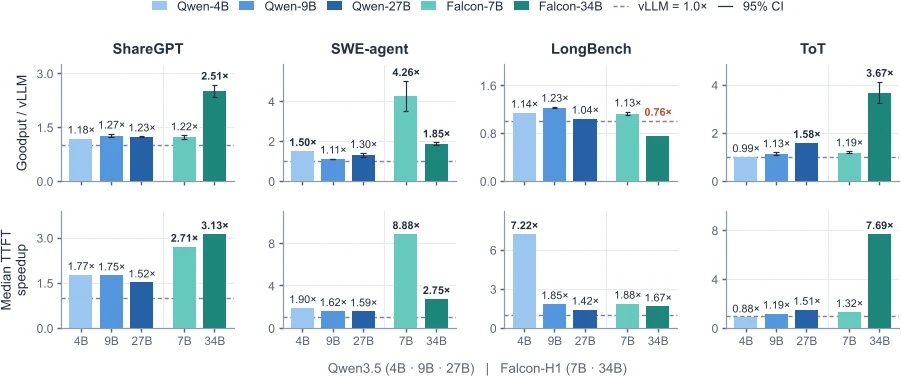 Qwen-4B Qwen-9B Qwen-27B Falcon-7B Falcon-34B vLLM = 1.0× 95% CI
ShareGPT SWE-agent LongBench ToT
Goodput / vLLM
3.0
1.5
0.0
1.18× 1.27× 1.23× 1.22× 2.51×
4
2
0
1.50× 1.11× 1.30× 4.26× 1.85×
1.6
0.8
0.0
1.14× 1.23× 1.04× 1.13× 0.76×
4
2
0
0.99× 1.13× 1.58× 1.19× 3.67×
Median TTFT
speedup
3.0
1.5
0.0
1.77× 1.75× 1.52× 2.71× 3.13×
4B 9B 27B 7B 34B
8
4
0
1.90× 1.62× 1.59× 8.88× 2.75×
4B 9B 27B 7B 34B
6
3
0
7.22× 1.85× 1.42× 1.88× 1.67×
4B 9B 27B 7B 34B
8
4
0
0.88× 1.19× 1.51× 1.32× 7.69×
4B 9B 27B 7B 34B
Qwen3.5 (4B · 9B · 27B) | Falcon-H1 (7B · 34B)